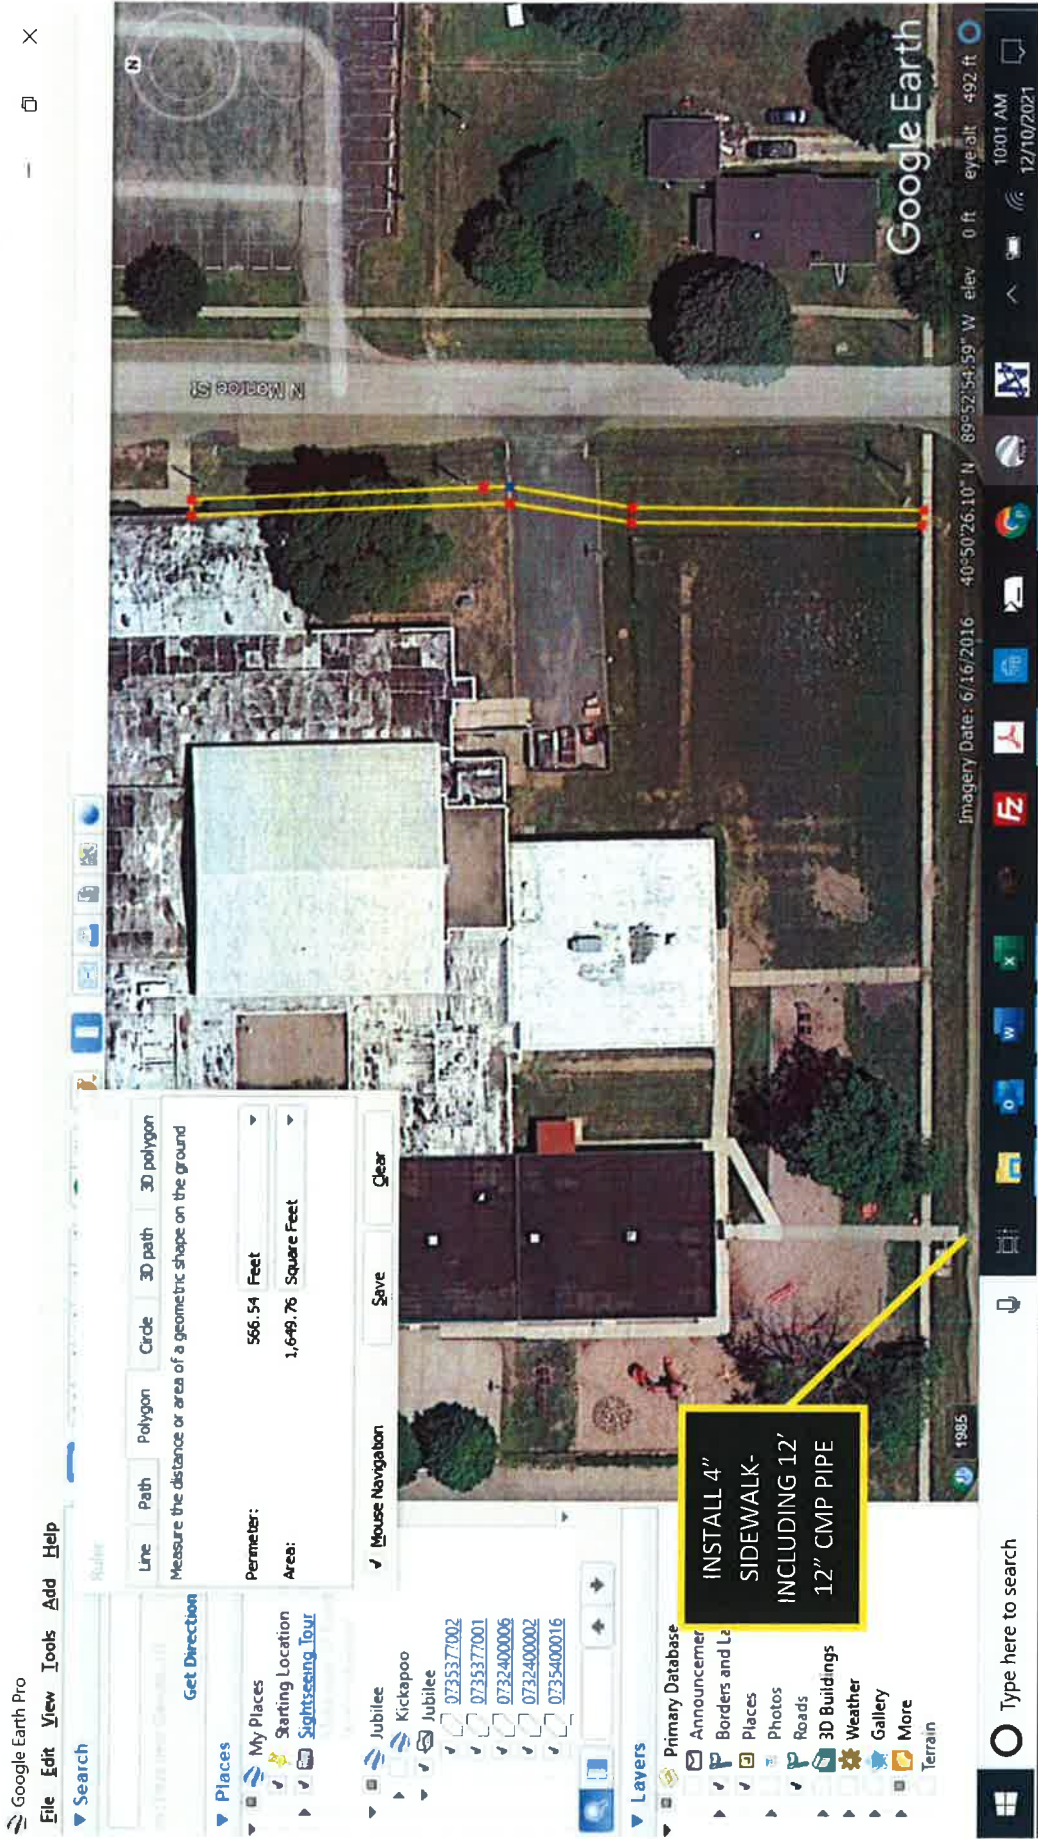 Google Earth Pro
File Edit View Tools Add Help
▼ Search
Get Direction
▼ Places
My Places
Starting Location
Sightseeing Tour
Jubilee
Kickapoo
Jubilee
0735377002
0735377001
0732400006
0732400002
0735400016
▼ Layers
Primary Database
Announcemer
Borders and La
Places
Photos
Roads
3D Buildings
Weather
Gallery
More
Terrain
Ruler
Line Path Polygon Circle 3D path 3D polygon
Measure the distance or area of a geometric shape on the ground
Perimeter: 566.54 Feet
Area: 1,649.76 Square Feet
Mouse Navigation Save Clear
N
N Monroe St
INSTALL 4”
SIDEWALK-
INCLUDING 12’
12” CMP PIPE
Google Earth
1985
Imagery Date: 6/16/2016 40°50'26.10" N 89°52'54.59" W elev 0 ft eye alt 492 ft
Type here to search
10:01 AM
12/10/2021